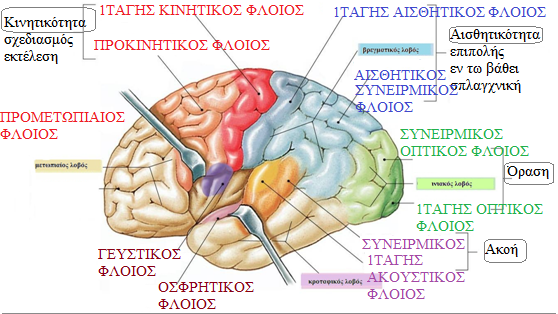 Κινητικότητα
σχεδιασμός
εκτέλεση
1ΤΑΓΗΣ ΚΙΝΗΤΙΚΟΣ ΦΛΟΙΟΣ
ΠΡΟΚΙΝΗΤΙΚΟΣ ΦΛΟΙΟΣ
ΠΡΟΜΕΤΩΠΙΑΙΟΣ
ΦΛΟΙΟΣ
μετωπιαίος λοβός
1ΤΑΓΗΣ ΑΙΣΘΗΤΙΚΟΣ ΦΛΟΙΟΣ
βρεγματικός λοβός
Αισθητικότητα
επιπολής
εν τω βάθει
σπλαγχνική
ΑΙΣΘΗΤΙΚΟΣ
ΣΥΝΕΙΡΜΙΚΟΣ
ΦΛΟΙΟΣ
ΣΥΝΕΙΡΜΙΚΟΣ
ΟΠΤΙΚΟΣ ΦΛΟΙΟΣ
Όραση
ινιακός λοβός
1ΤΑΓΗΣ ΟΠΤΙΚΟΣ
ΦΛΟΙΟΣ
ΓΕΥΣΤΙΚΟΣ
ΦΛΟΙΟΣ
ΟΣΦΡΗΤΙΚΟΣ
ΦΛΟΙΟΣ
ΣΥΝΕΙΡΜΙΚΟΣ
1ΤΑΓΗΣ
ΑΚΟΥΣΤΙΚΟΣ
ΦΛΟΙΟΣ
Ακοή
κροταφικός λοβός